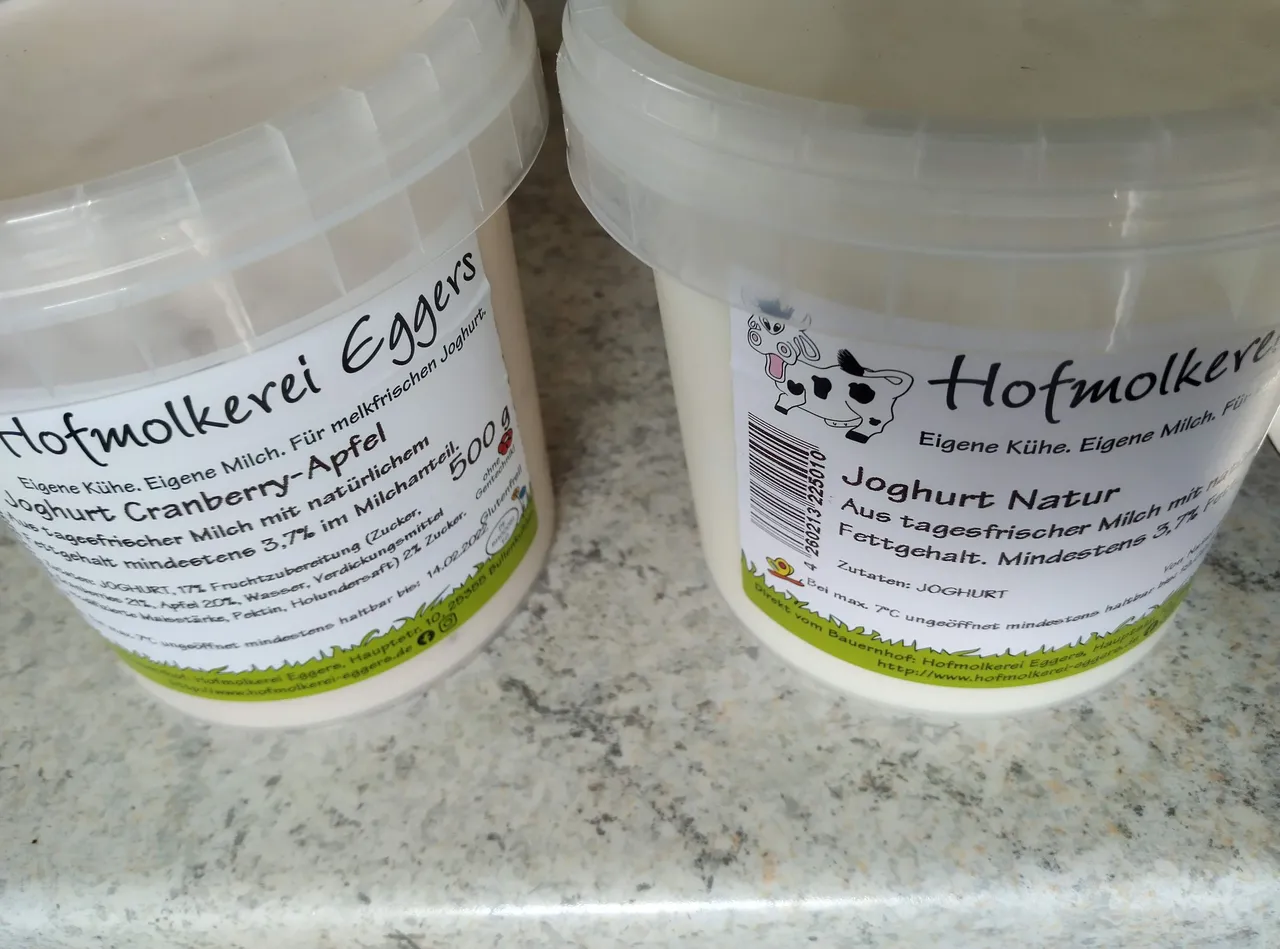 Hofmolkerei Eggers
Eigene Kühe. Eigene Milch. Für melkfrischen Joghurt.
Joghurt Cranberry-Apfel
Aus tagesfrischer Milch mit natürlichem
Fettgehalt mindestens 3,7% im Milchanteil.
500 g
ohne
Gentechnik
Glutenfrei
JOGHURT, 17% Fruchtzubereitung (Zucker,
21%, Apfel 20%, Wasser, Verdickungsmittel
Maisstärke, Pektin, Holundersaft) 2% Zucker.
max. 7°C ungeöffnet mindestens haltbar bis: 14.02.
Hofmolkerei Eggers, Hauptstr. 10, 25355
http://www.hofmolkerei-eggers.de
Hofmolkerei
Eigene Kühe. Eigene Milch. Für
Joghurt Natur
Aus tagesfrischer Milch mit
Fettgehalt. Mindestens 3,7%
Zutaten: JOGHURT
Bei max. 7°C ungeöffnet mindestens haltbar bis:
4 260213 225010
Direkt vom Bauernhof: Hofmolkerei Eggers,
http://www.hofmolkerei-eggers.de